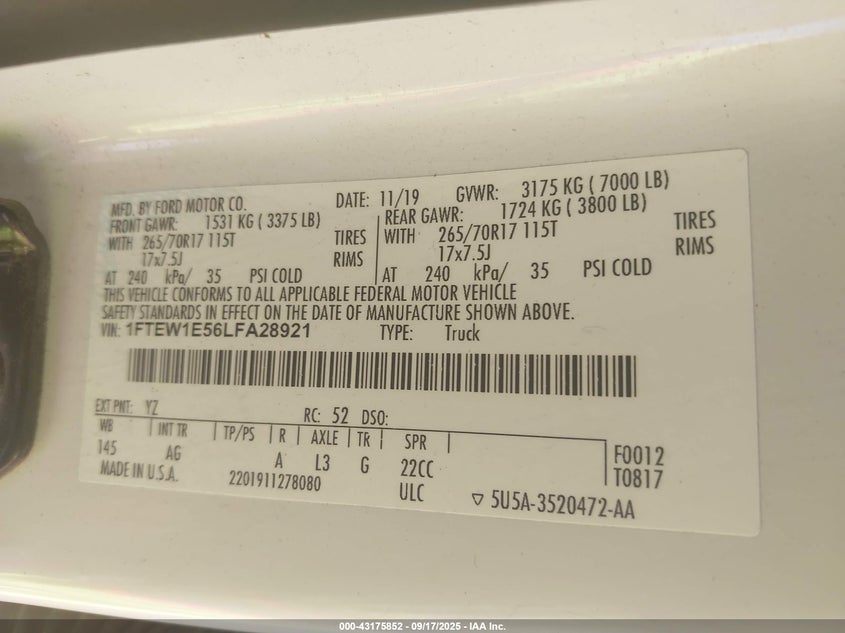 MFD. BY FORD MOTOR CO. DATE: 11/19 GVWR: 3175 KG ( 7000 LB)
FRONT GAWR: 1531 KG ( 3375 LB) REAR GAWR: 1724 KG ( 3800 LB)
WITH 265/70R17 115T TIRES WITH 265/70R17 115T TIRES
17x7.5J RIMS 17x7.5J RIMS
AT 240 kPa/ 35 PSI COLD AT 240 kPa/ 35 PSI COLD
THIS VEHICLE CONFORMS TO ALL APPLICABLE FEDERAL MOTOR VEHICLE
SAFETY STANDARDS IN EFFECT ON THE DATE OF MANUFACTURE SHOWN ABOVE.
VIN: 1FTEW1E56LFA28921 TYPE: Truck
EXT PNT: YZ RC: 52 DSO:
WB INT TR TP/PS R AXLE TR SPR F0012
145 AG A L3 G 22CC T0817
MADE IN U.S.A. 2201911278080 ULC ▽ 5U5A-3520472-AA
000-43175852 - 09/17/2025 - IAA Inc.